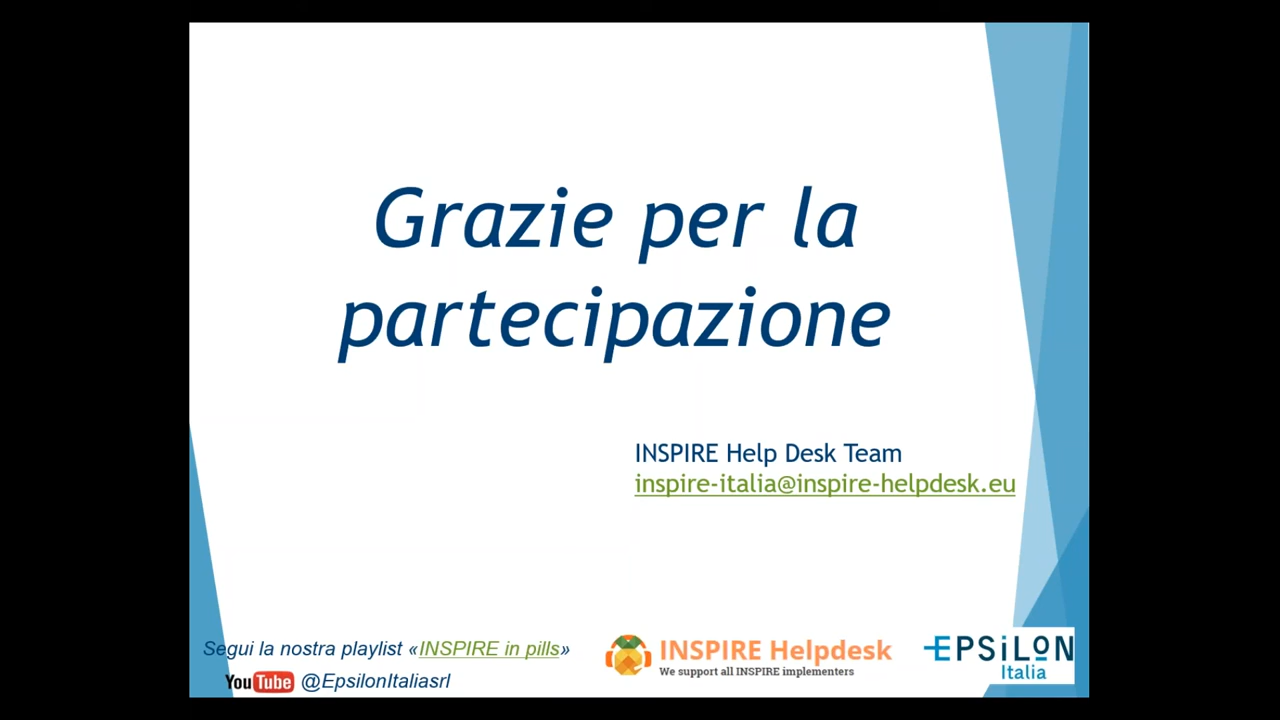 Grazie per la
partecipazione
INSPIRE Help Desk Team
inspire-italia@inspire-helpdesk.eu
Segui la nostra playlist «INSPIRE in pills»
YouTube @EpsilonItaliasrl
INSPIRE Helpdesk
We support all INSPIRE implementers
EPSiLON
Italia